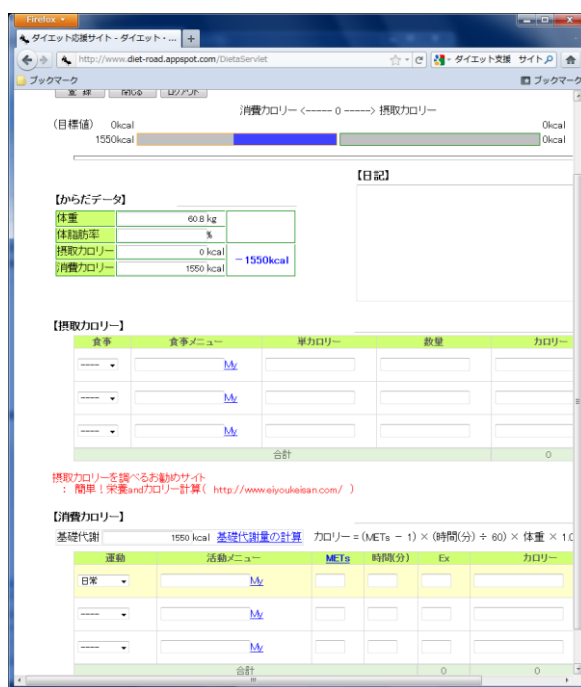 Firefox
ダイエット応援サイト - ダイエット・... +
http://www.diet-road.appspot.com/DietaServlet ダイエット支援 サイト
ブックマーク ブックマーク
登 録 閉じる ログアウト
消費カロリー <----- 0 -----> 摂取カロリー
(目標値) 0kcal 0kcal
1550kcal 0kcal
【日記】
【からだデータ】
体重 60.8 kg
体脂肪率 %
摂取カロリー 0 kcal
-1550kcal
消費カロリー 1550 kcal
【摂取カロリー】
食事 食事メニュー 単カロリー 数量 カロリー
---- My
---- My
---- My
合計 0
摂取カロリーを調べるお勧めサイト
: 簡単!栄養andカロリー計算( http://www.eiyoukeisan.com/ )
【消費カロリー】
基礎代謝 1550 kcal 基礎代謝量の計算 カロリー = (METs - 1) × (時間(分) ÷ 60) × 体重 × 1.0
運動 活動メニュー METs 時間(分) Ex カロリー
日常 My
---- My
---- My
合計 0 0